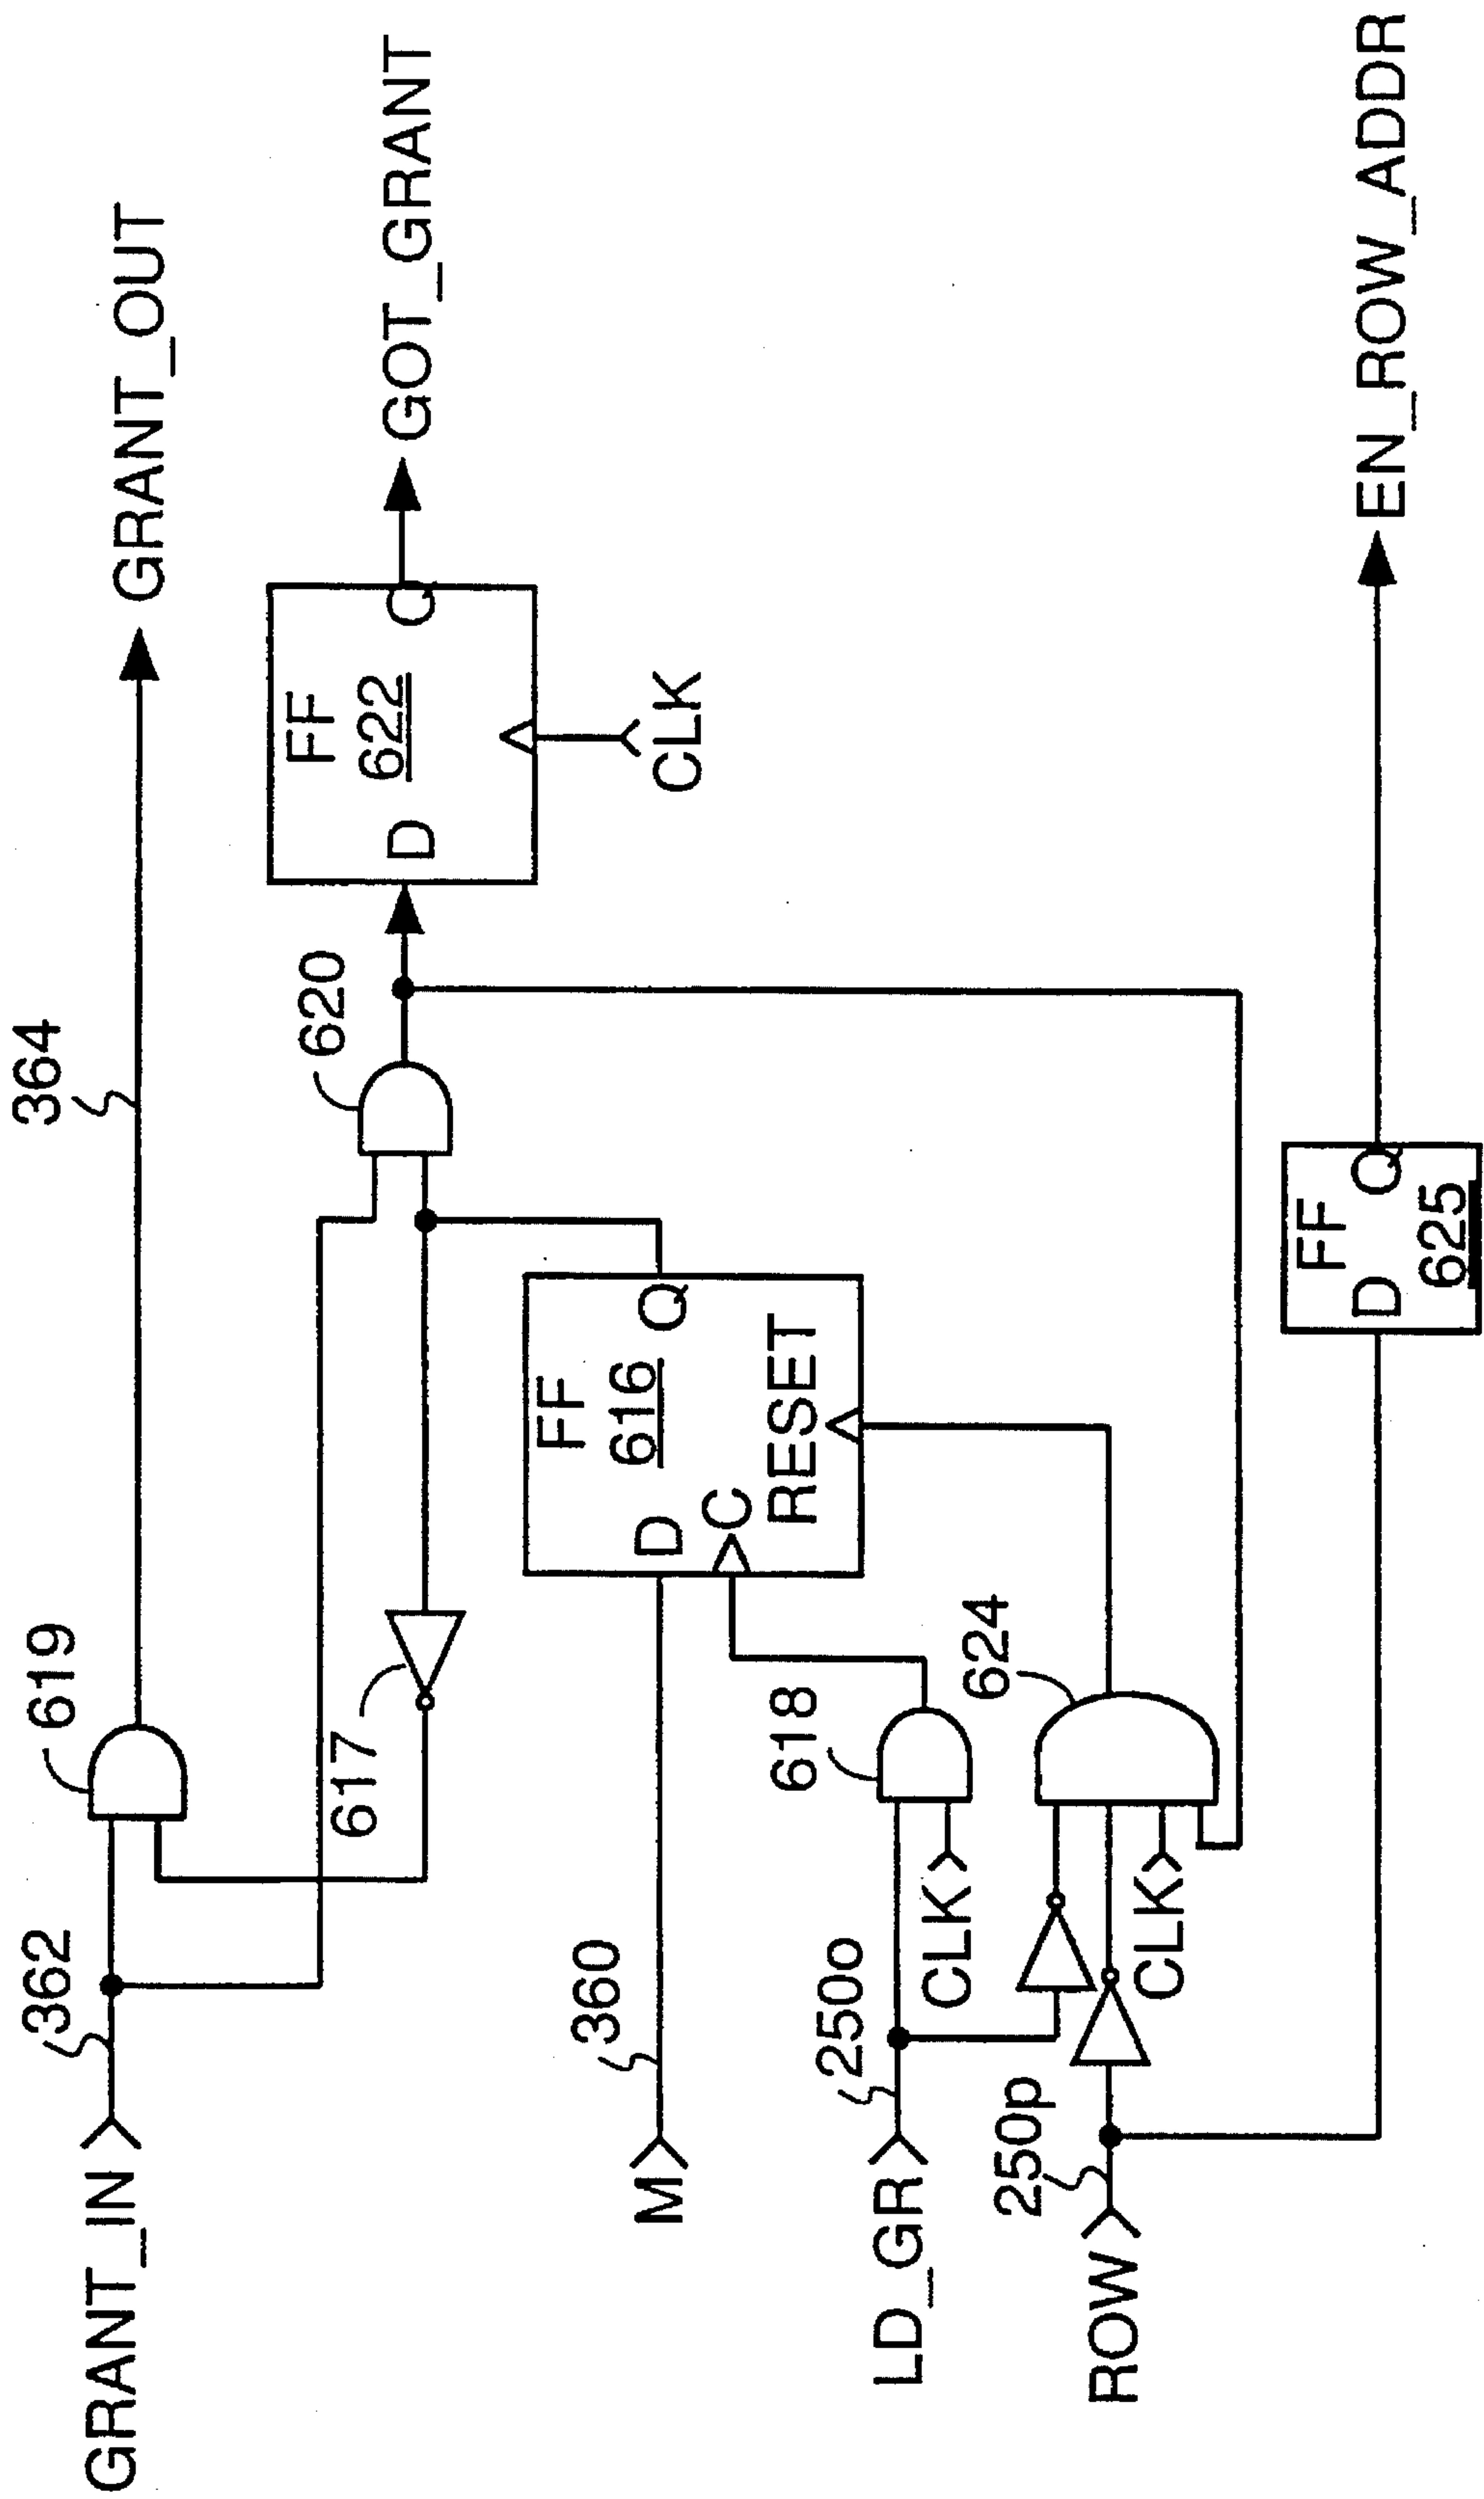 364
GRANT_OUT
362
619
GRANT_IN
617
620
FF
622
D
Q
GOT_GRANT
CLK
360
M
FF
616
D
Q
C
RESET
618
250o
LD_GR
CLK
624
250p
ROW
CLK
FF
D
Q
625
EN_ROW_ADDR